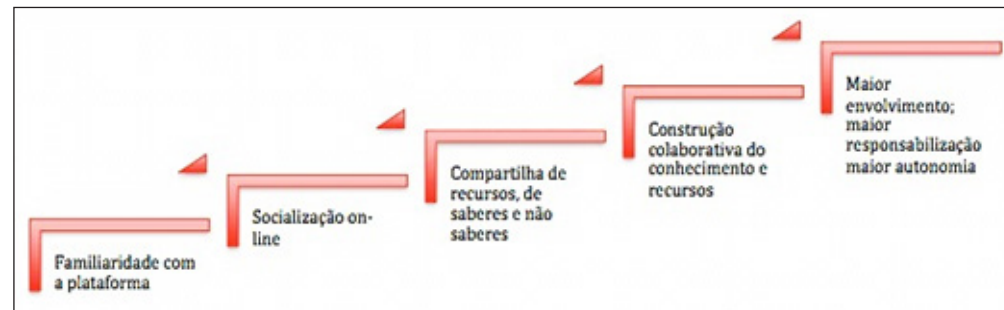 Familiaridade com
a plataforma
Socialização on-
line
Compartilha de
recursos, de
saberes e não
saberes
Construção
colaborativa do
conhecimento e
recursos
Maior
envolvimento;
maior
responsabilização
maior autonomia